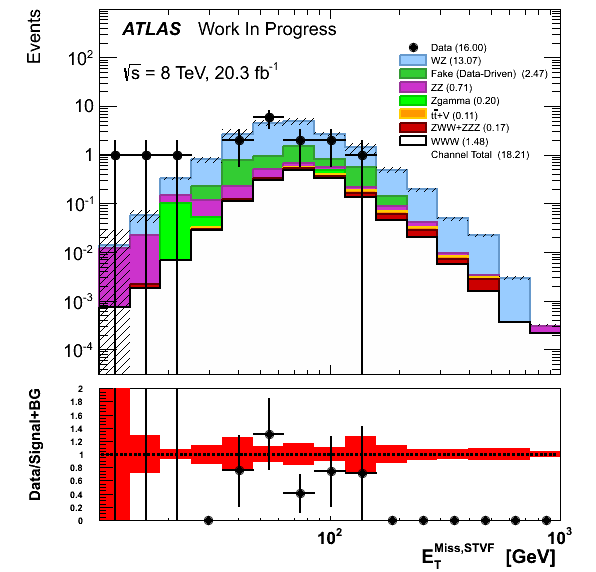 Events
ATLAS Work In Progress
√s = 8 TeV, 20.3 fb⁻¹
Data (16.00)
WZ (13.07)
Fake (Data-Driven) (2.47)
ZZ (0.71)
Zgamma (0.20)
tt̄+V (0.11)
ZWW+ZZZ (0.17)
WWW (1.48)
Channel Total (18.21)
10²
10
1
10⁻¹
10⁻²
10⁻³
10⁻⁴
Data/Signal+BG
2
1.8
1.6
1.4
1.2
1
0.8
0.6
0.4
0.2
0
10² 10³
E_T^Miss,STVF [GeV]